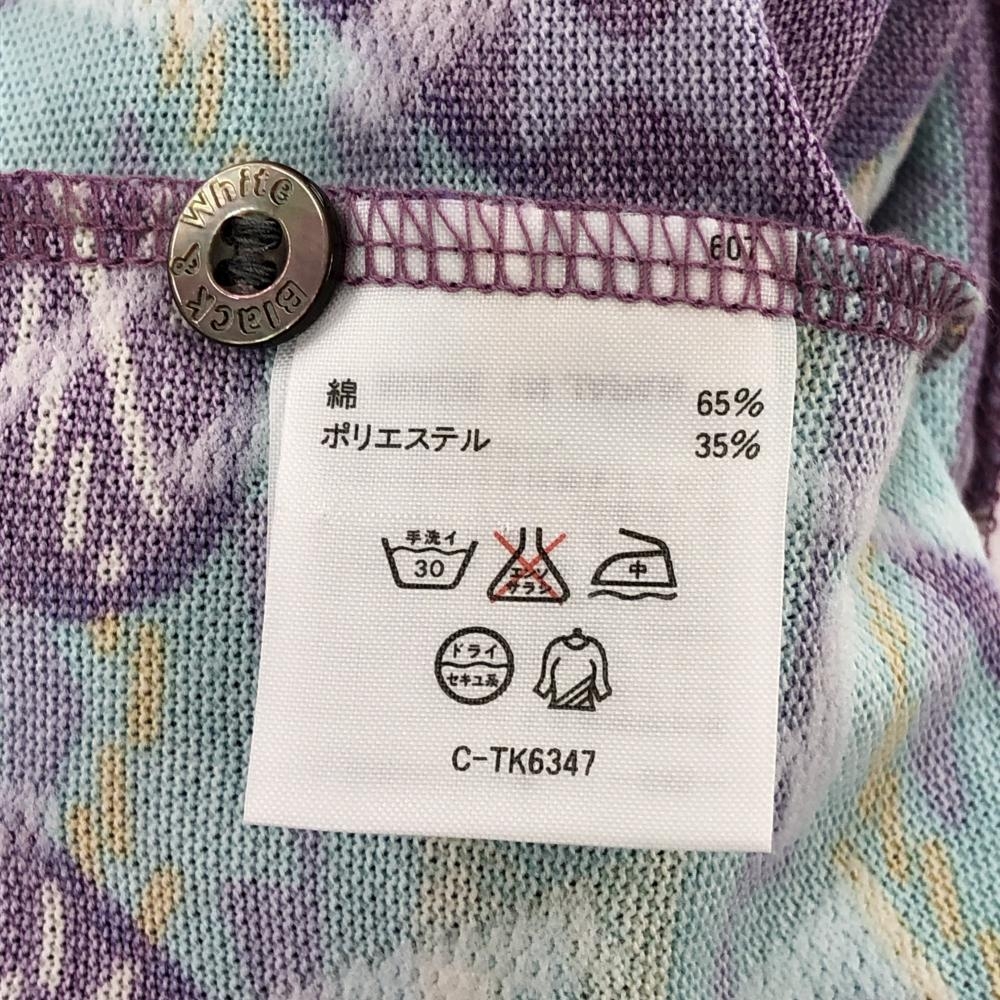 White
&
Black
607
綿 65%
ポリエステル 35%
手洗イ
30
エンソ
サラシ
中
ドライ
セキユ系
C-TK6347